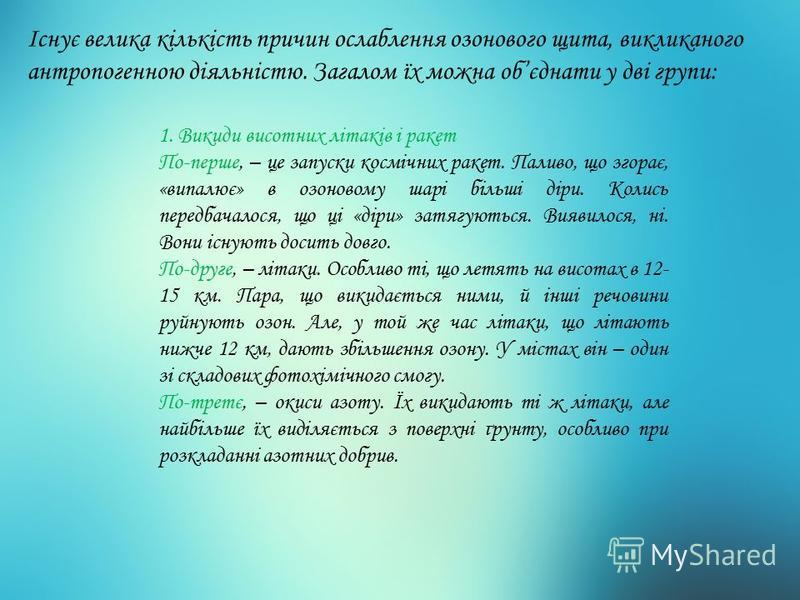 Існує велика кількість причин ослаблення озонового щита, викликаного
антропогенною діяльністю. Загалом їх можна об’єднати у дві групи:
1. Викиди висотних літаків і ракет
По-перше, – це запуски космічних ракет. Паливо, що згорає,
«випалює» в озоновому шарі більші діри. Колись
передбачалося, що ці «діри» затягуються. Виявилося, ні.
Вони існують досить довго.
По-друге, – літаки. Особливо ті, що летять на висотах в 12-
15 км. Пара, що викидається ними, й інші речовини
руйнують озон. Але, у той же час літаки, що літають
нижче 12 км, дають збільшення озону. У містах він – один
зі складових фотохімічного смогу.
По-третє, – окиси азоту. Їх викидають ті ж літаки, але
найбільше їх виділяється з поверхні ґрунту, особливо при
розкладанні азотних добрив.
MyShared